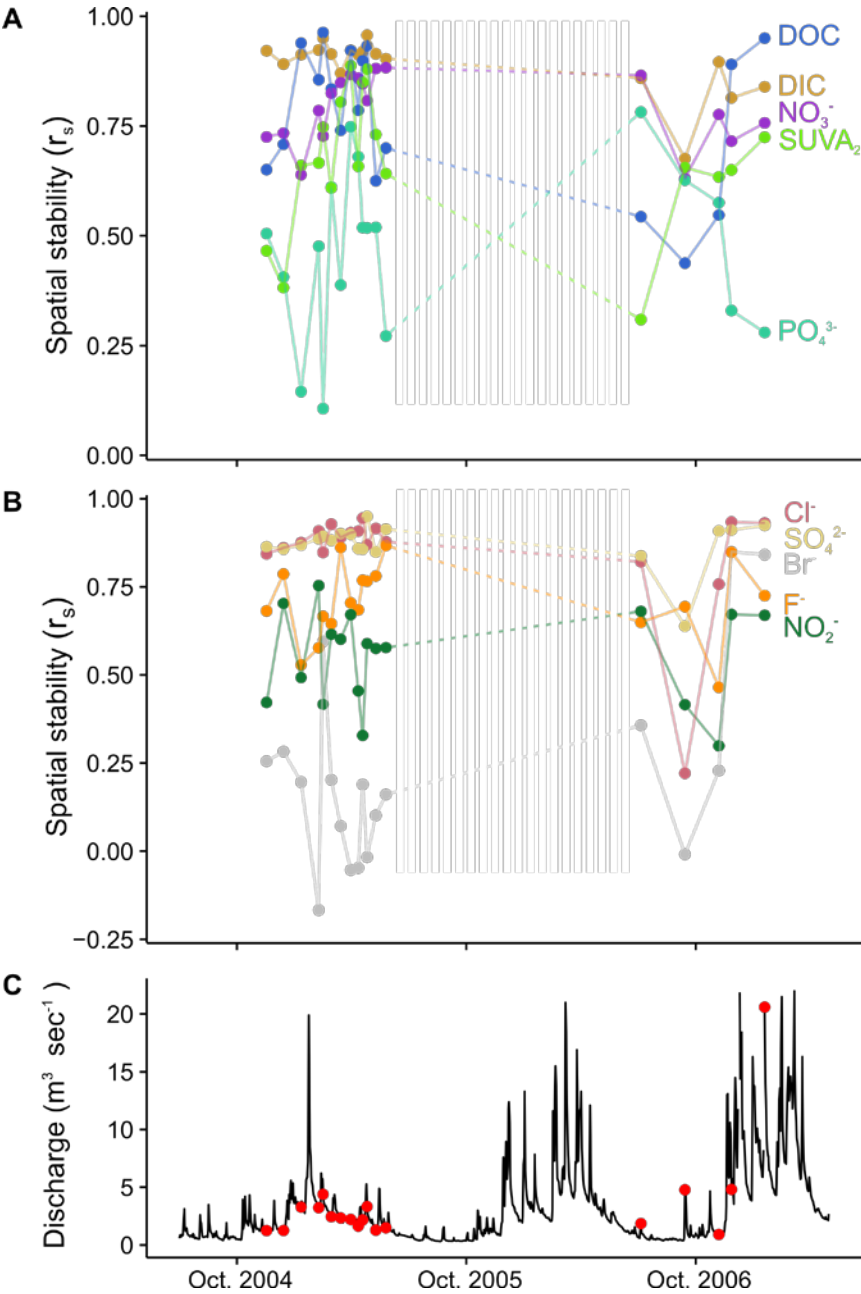 A
Spatial stability (rₛ)
1.00
0.75
0.50
0.25
0.00
DOC
DIC
NO₃⁻
SUVA₂
PO₄³⁻
B
Spatial stability (rₛ)
1.00
0.75
0.50
0.25
0.00
−0.25
Cl⁻
SO₄²⁻
Br⁻
F⁻
NO₂⁻
C
Discharge (m³ sec⁻¹)
20
15
10
5
0
Oct. 2004
Oct. 2005
Oct. 2006